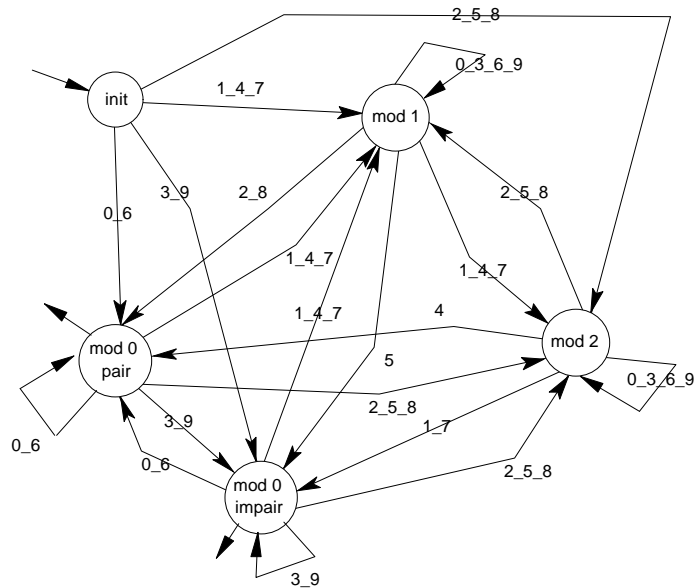 2_5_8
0_3_6_9
1_4_7
init
mod 1
3_9
2_8
2_5_8
0_6
1_4_7
1_4_7
1_4_7
4
mod 2
mod 0
pair
5
0_3_6_9
2_5_8
3_9
1_7
0_6
0_6
2_5_8
mod 0
impair
3_9